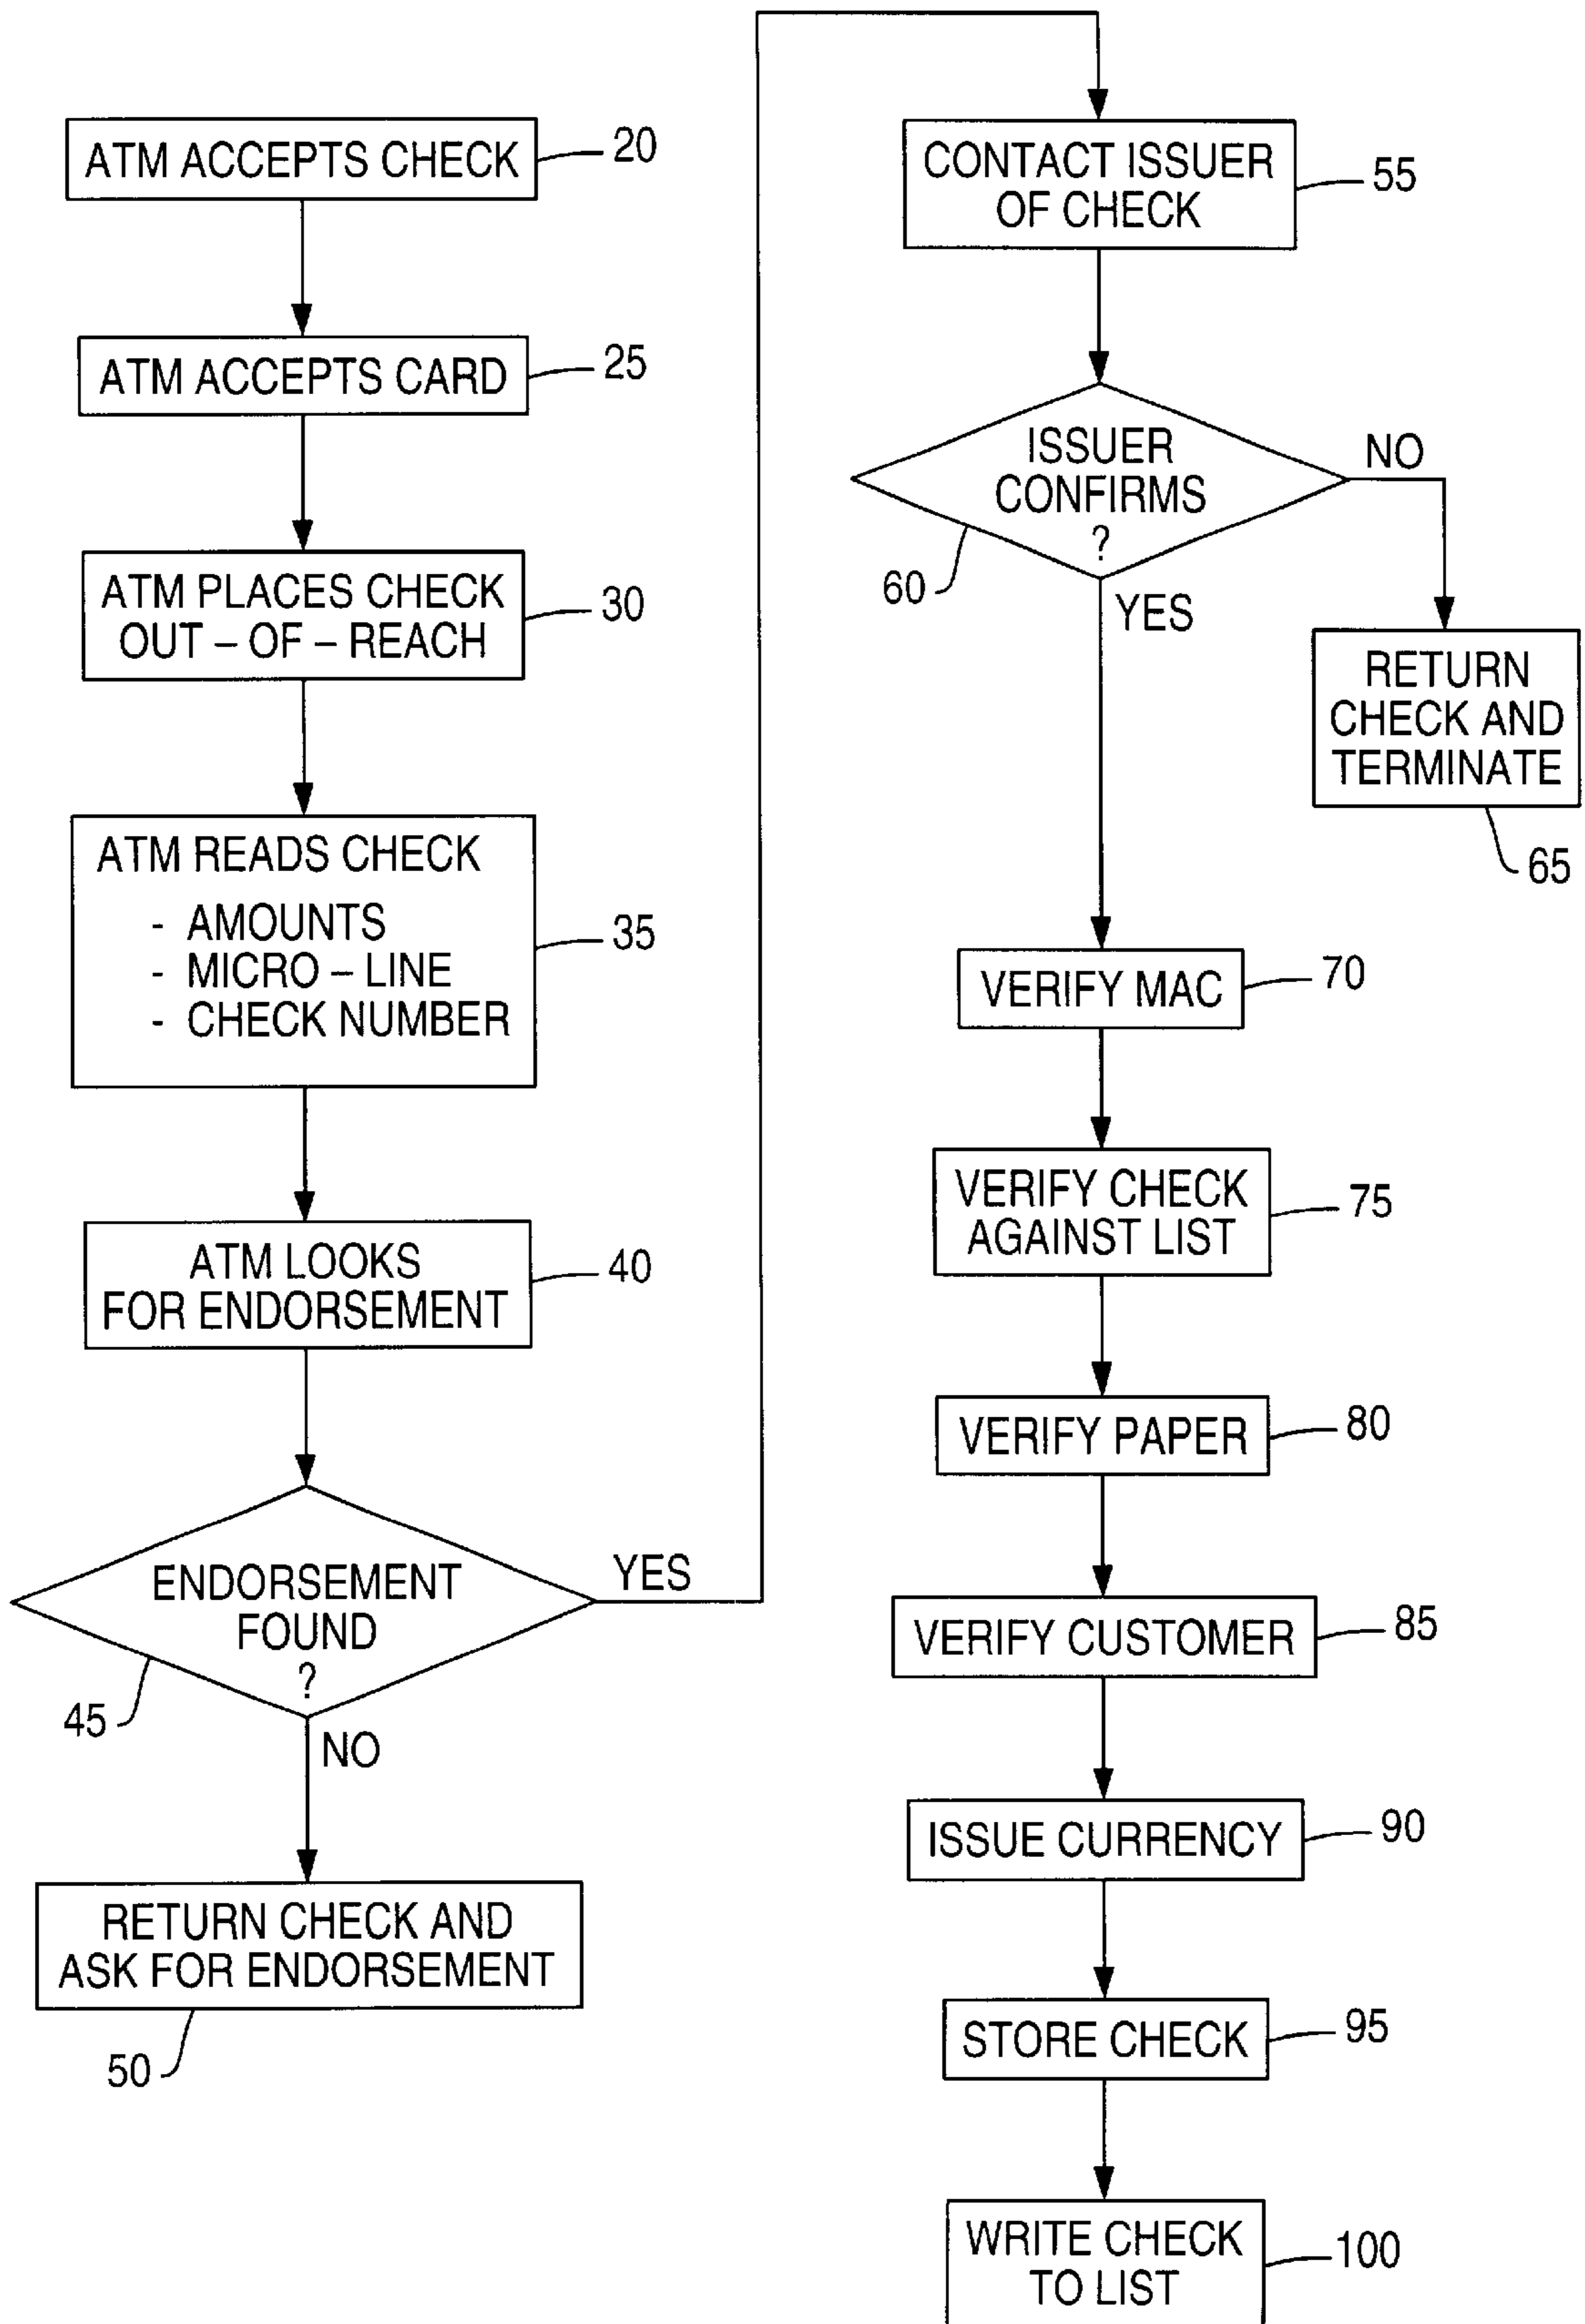 ATM ACCEPTS CHECK
20
ATM ACCEPTS CARD
25
ATM PLACES CHECK
OUT – OF – REACH
30
ATM READS CHECK
- AMOUNTS
- MICRO – LINE
- CHECK NUMBER
35
ATM LOOKS
FOR ENDORSEMENT
40
ENDORSEMENT
FOUND
?
45
YES
NO
RETURN CHECK AND
ASK FOR ENDORSEMENT
50
CONTACT ISSUER
OF CHECK
55
ISSUER
CONFIRMS
?
60
NO
YES
RETURN
CHECK AND
TERMINATE
65
VERIFY MAC
70
VERIFY CHECK
AGAINST LIST
75
VERIFY PAPER
80
VERIFY CUSTOMER
85
ISSUE CURRENCY
90
STORE CHECK
95
WRITE CHECK
TO LIST
100